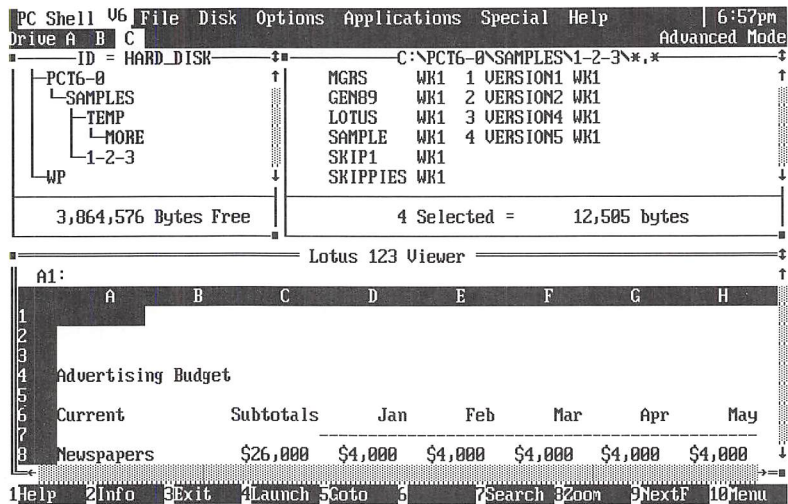 PC Shell V6 File Disk Options Applications Special Help 6:57pm
Drive A B C Advanced Mode
ID = HARD_DISK
PCT6-0
SAMPLES
TEMP
MORE
1-2-3
WP
3,864,576 Bytes Free
C:\PCT6-0\SAMPLES\1-2-3\*.*
MGRS WK1 1 VERSION1 WK1
GEN89 WK1 2 VERSION2 WK1
LOTUS WK1 3 VERSION4 WK1
SAMPLE WK1 4 VERSION5 WK1
SKIP1 WK1
SKIPPIES WK1
4 Selected = 12,505 bytes
Lotus 123 Viewer
A1:
A B C D E F G H
1
2
3
4 Advertising Budget
5
6 Current Subtotals Jan Feb Mar Apr May
7
8 Newspapers $26,000 $4,000 $4,000 $4,000 $4,000 $4,000
1Help 2Info 3Exit 4Launch 5Goto 6 7Search 8Zoom 9NextF 10Menu